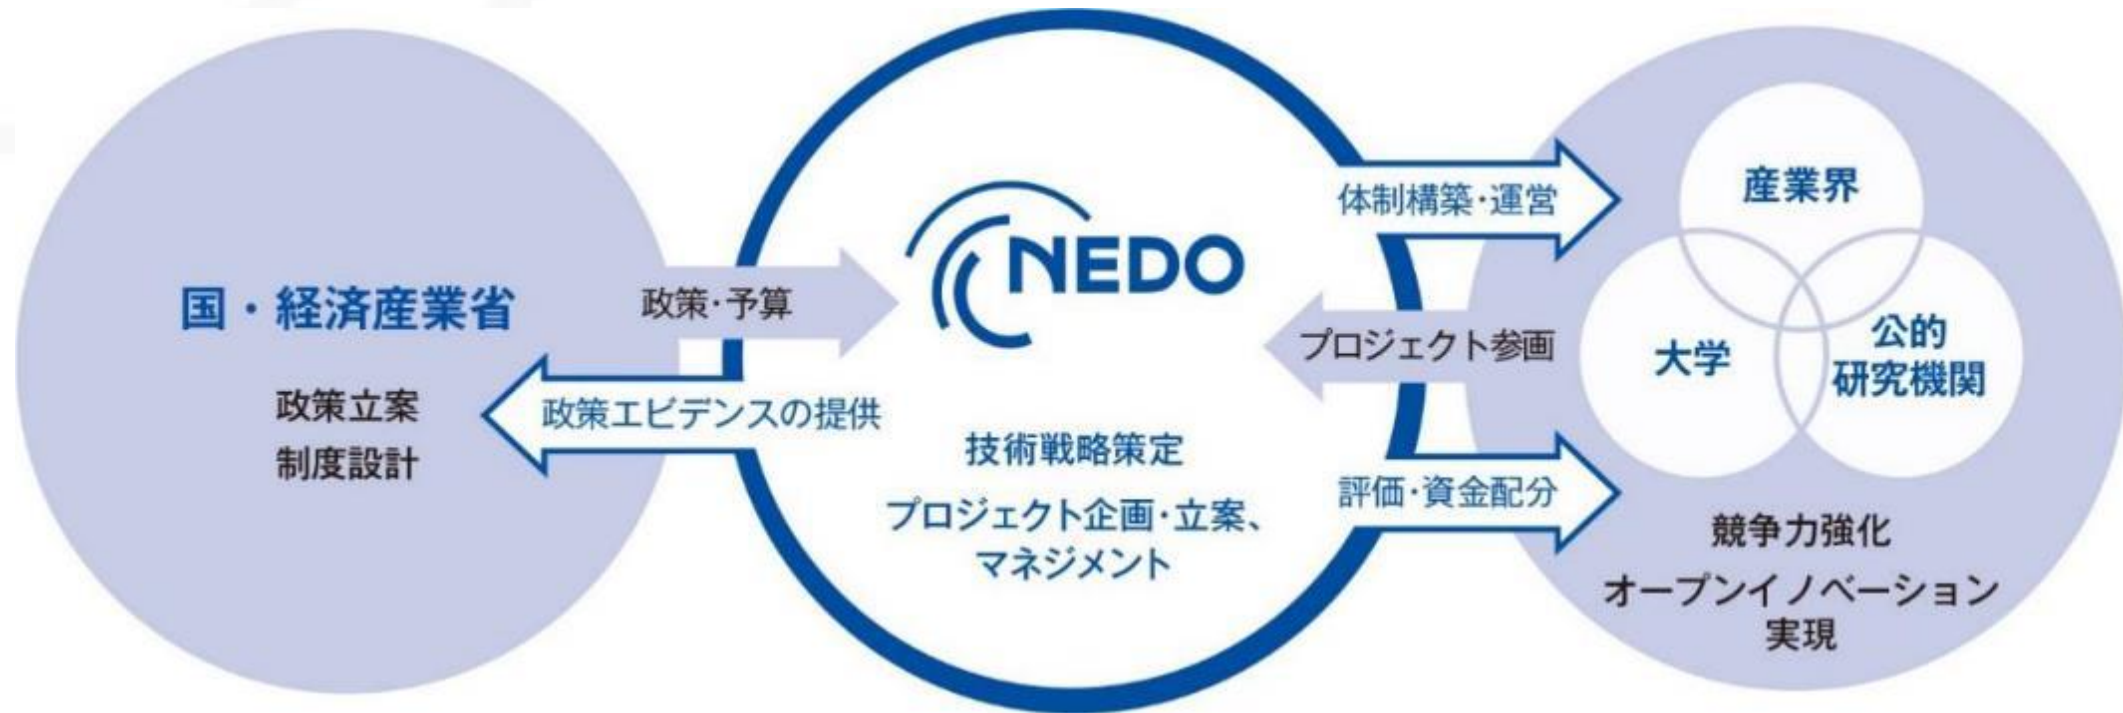 国・経済産業省
政策立案
制度設計
政策・予算
政策エビデンスの提供
NEDO
技術戦略策定
プロジェクト企画・立案、
マネジメント
体制構築・運営
プロジェクト参画
評価・資金配分
産業界
大学
公的
研究機関
競争力強化
オープンイノベーション
実現